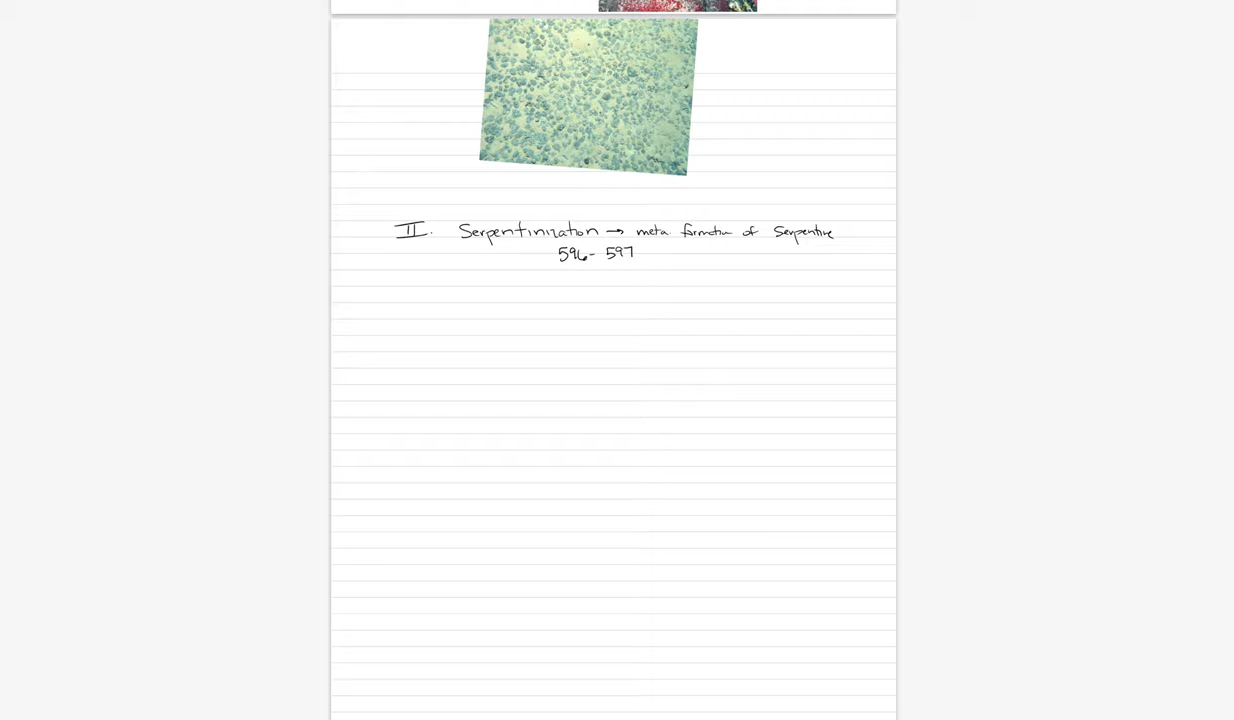 II. Serpentinization → meta. formation of Serpentine
596- 597